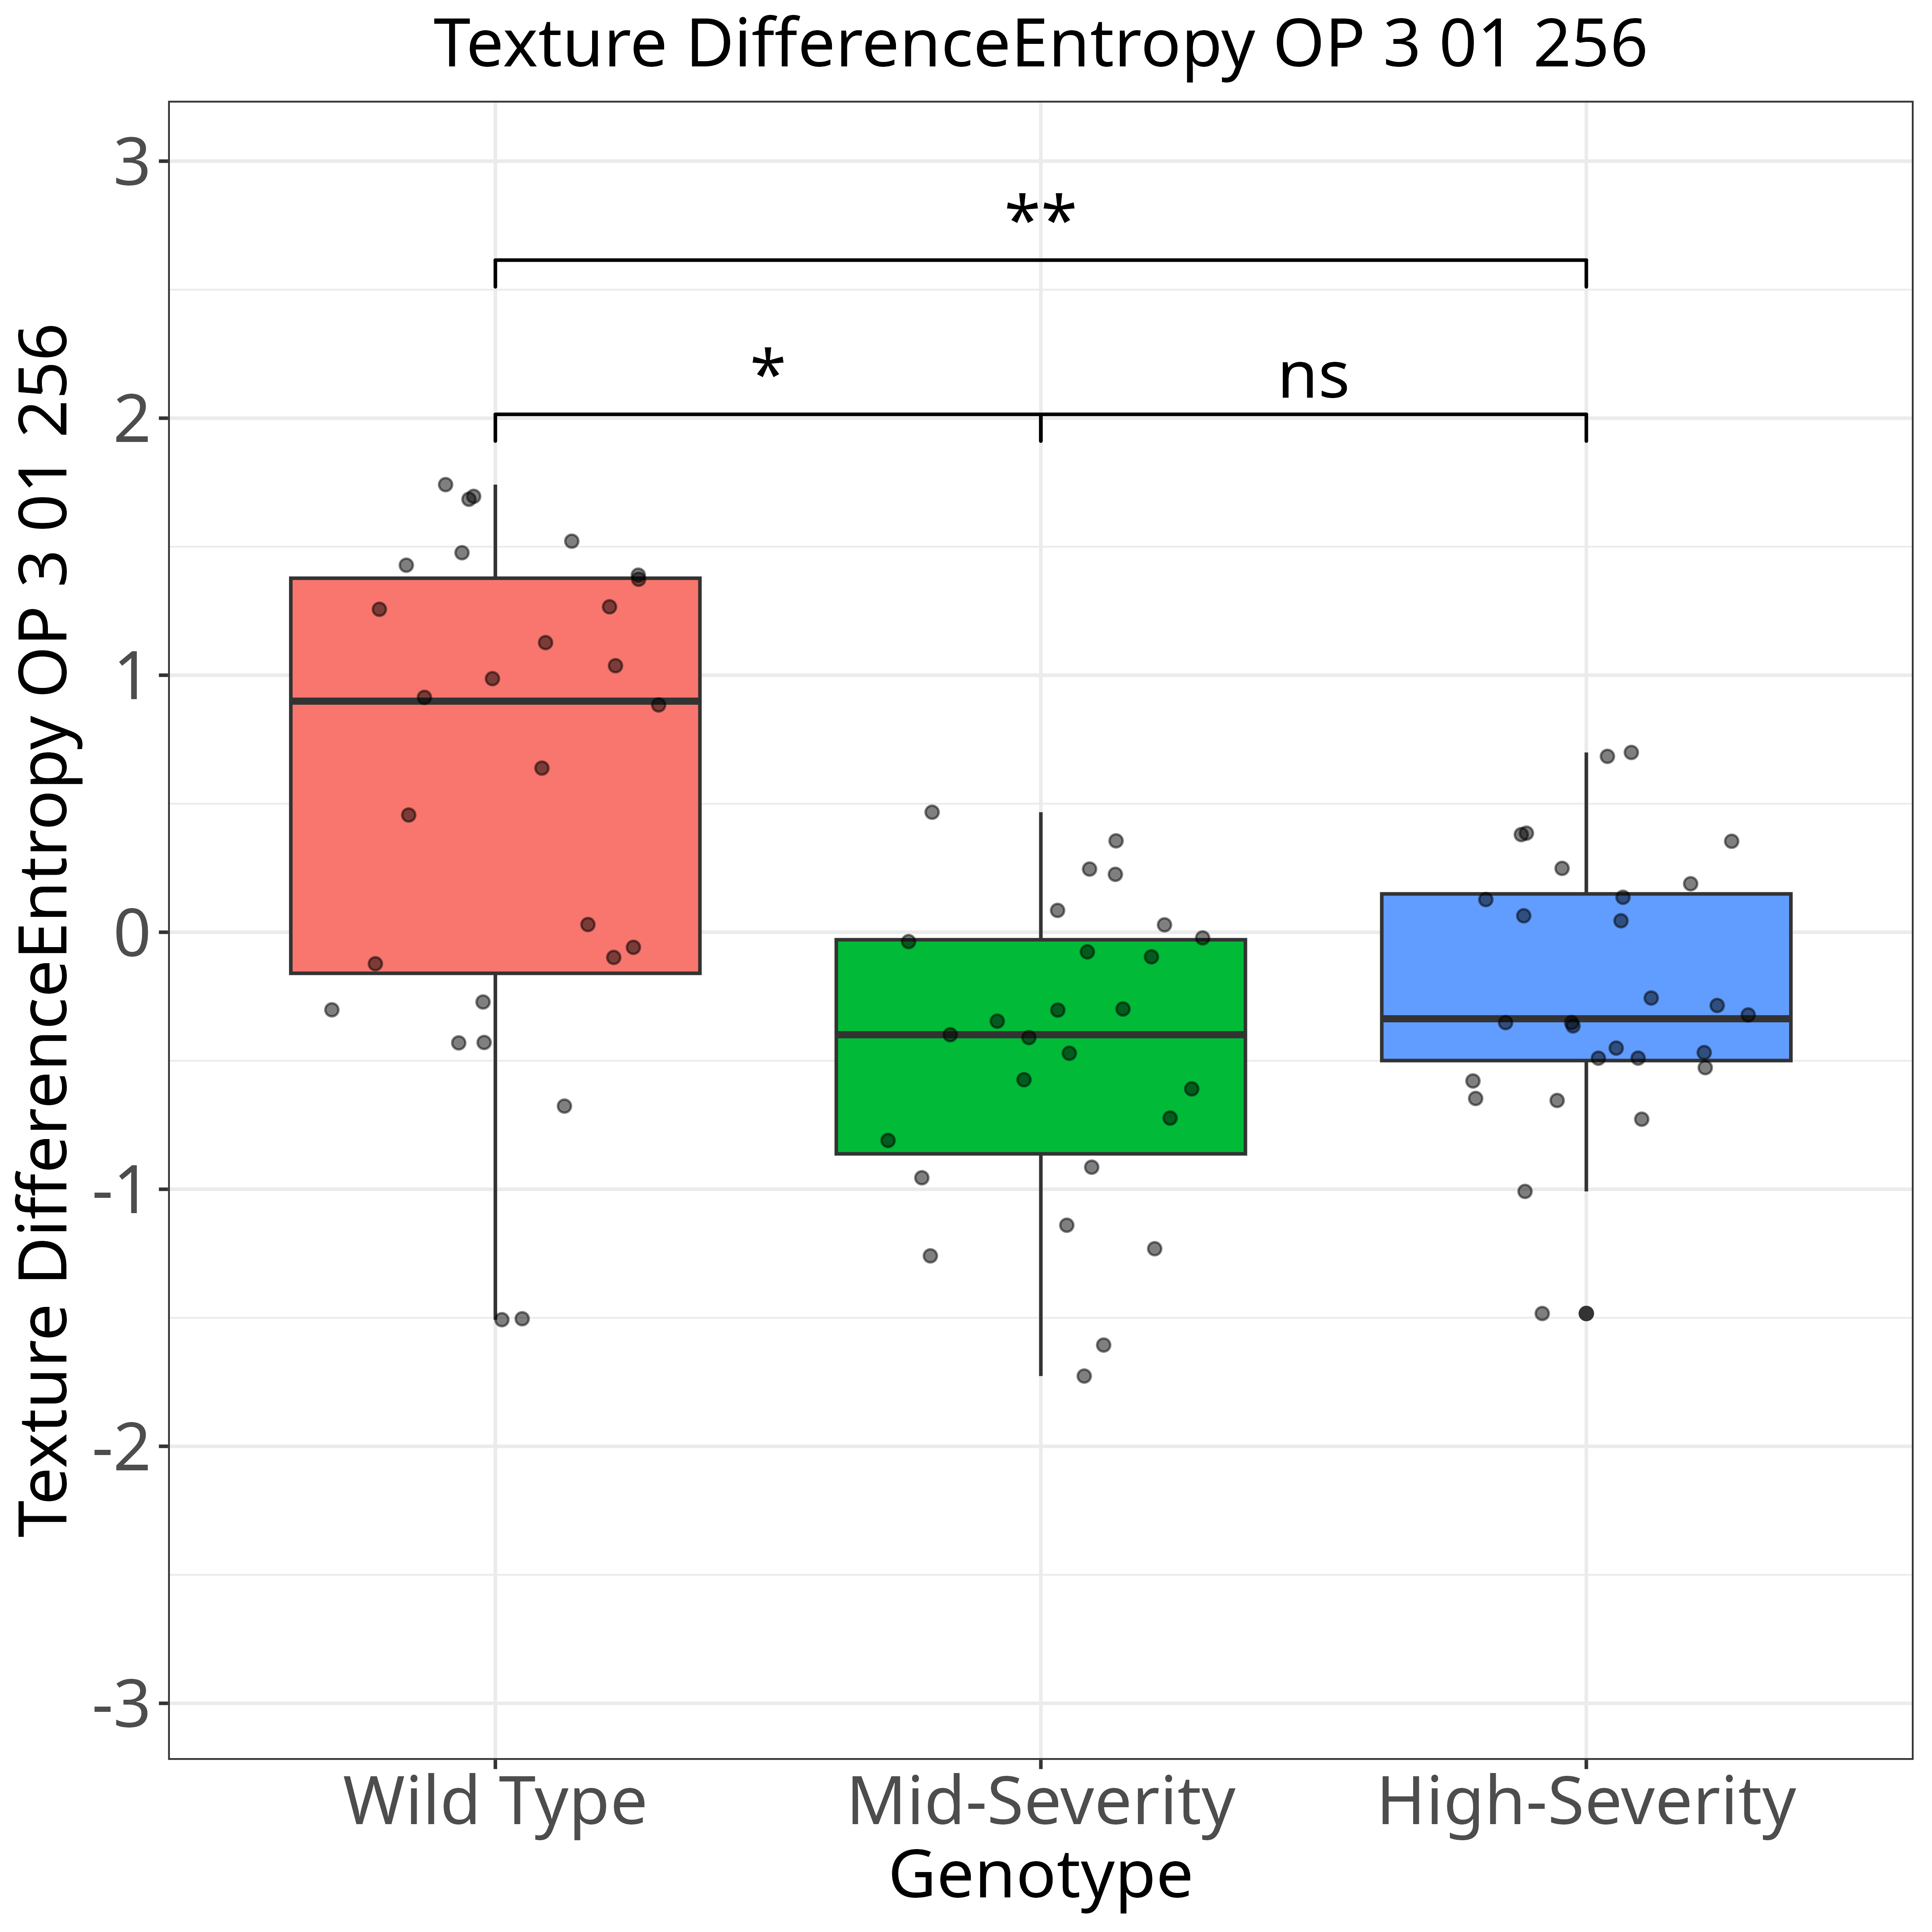 Texture DifferenceEntropy OP 3 01 256
Texture DifferenceEntropy OP 3 01 256
3
2
1
0
-1
-2
-3
**
*
ns
Wild Type
Mid-Severity
High-Severity
Genotype